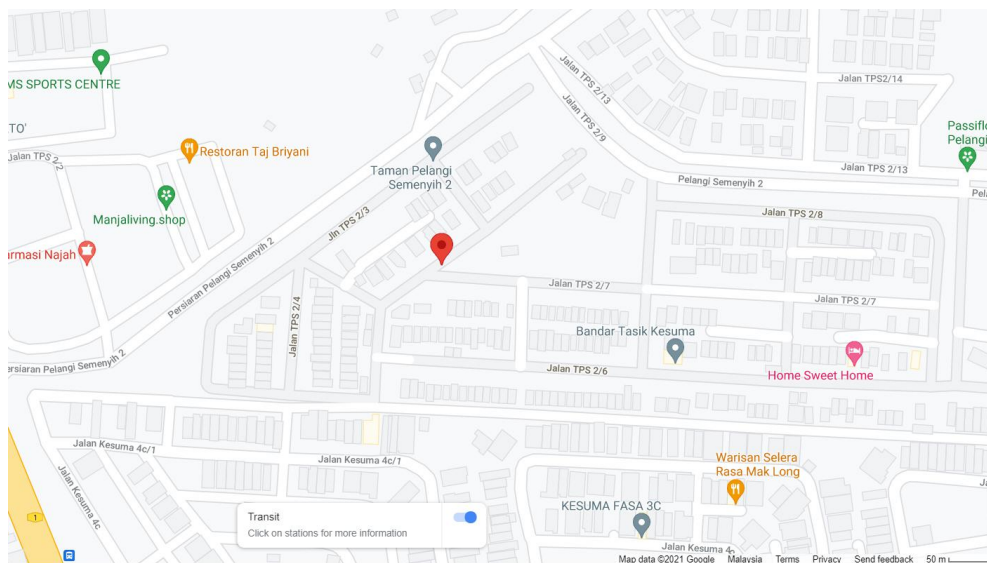 MS SPORTS CENTRE
TO'
Jalan TPS 2/2
Restoran Taj Briyani
Manjaliving.shop
armasi Najah
Persiaran Pelangi Semenyih 2
ersiaran Pelangi Semenyih 2
Taman Pelangi
Semenyih 2
Jln TPS 2/3
Jalan TPS 2/4
Jalan TPS 2/13
Jalan TPS 2/9
Jalan TPS2/14
Passiflo
Pelangi
Jalan TPS 2/13
Pelangi Semenyih 2
Pela
Jalan TPS 2/8
Jalan TPS 2/7
Jalan TPS 2/7
Bandar Tasik Kesuma
Home Sweet Home
Jalan TPS 2/6
Jalan Kesuma 4c/1
Jalan Kesuma 4c/1
Jalan Kesuma 4c
1
Warisan Selera
Rasa Mak Long
KESUMA FASA 3C
Ja
Jalan Kesuma 4c
Transit
Click on stations for more information
Map data ©2021 Google Malaysia Terms Privacy Send feedback 50 m